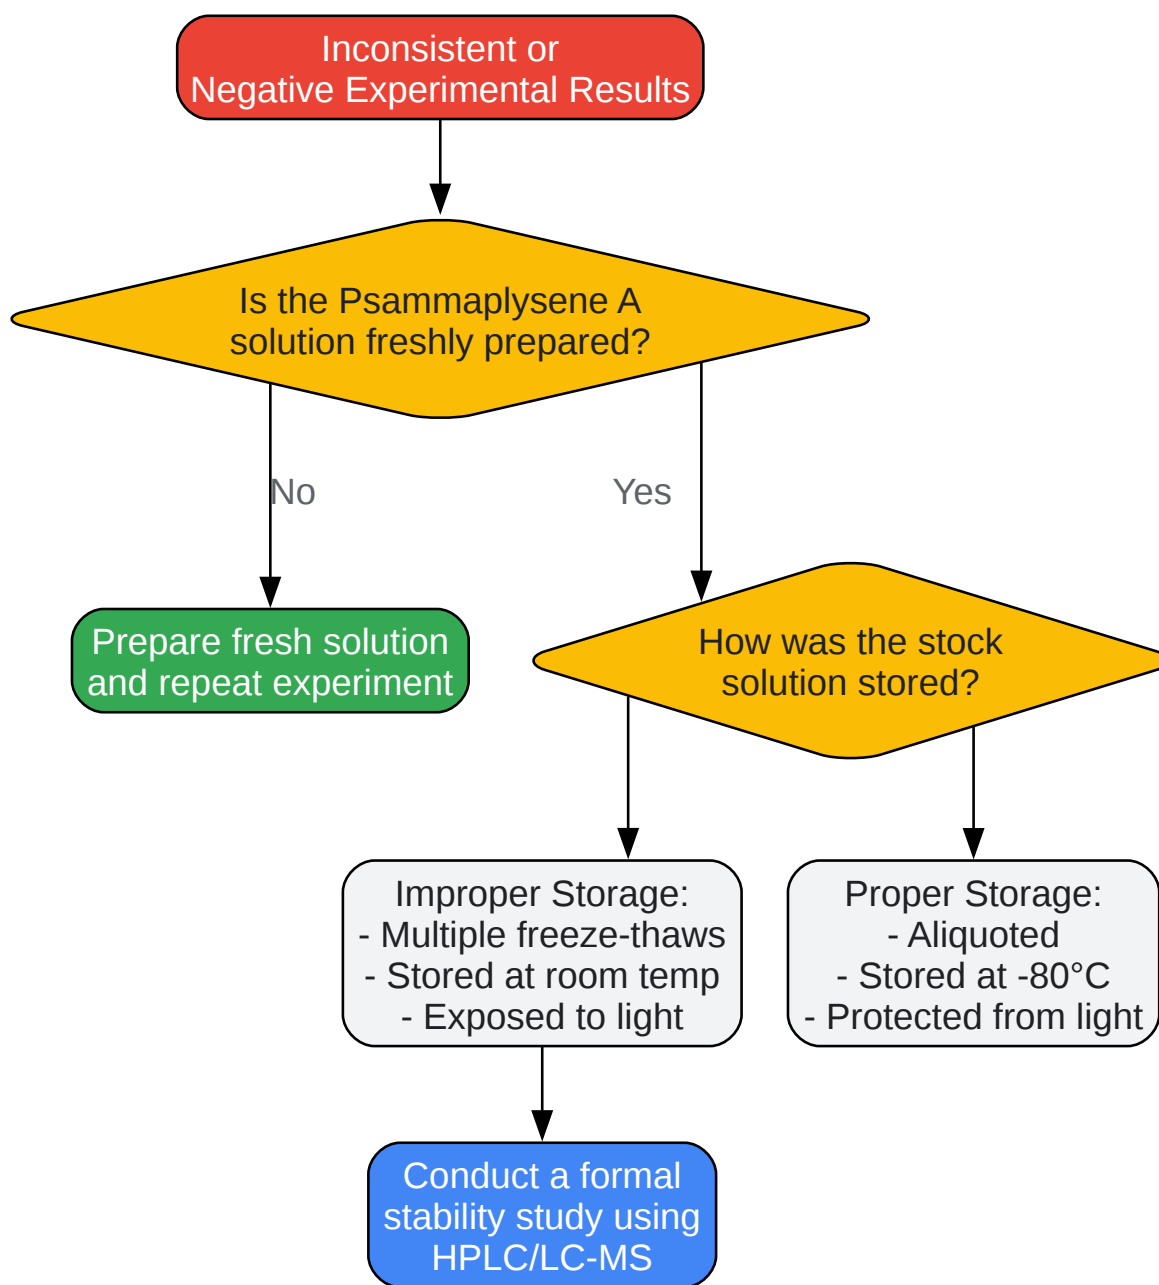 Inconsistent or
Negative Experimental Results
Is the Psammaplysene A
solution freshly prepared?
No
Yes
Prepare fresh solution
and repeat experiment
How was the stock
solution stored?
Improper Storage:
- Multiple freeze-thaws
- Stored at room temp
- Exposed to light
Proper Storage:
- Aliquoted
- Stored at -80°C
- Protected from light
Conduct a formal
stability study using
HPLC/LC-MS